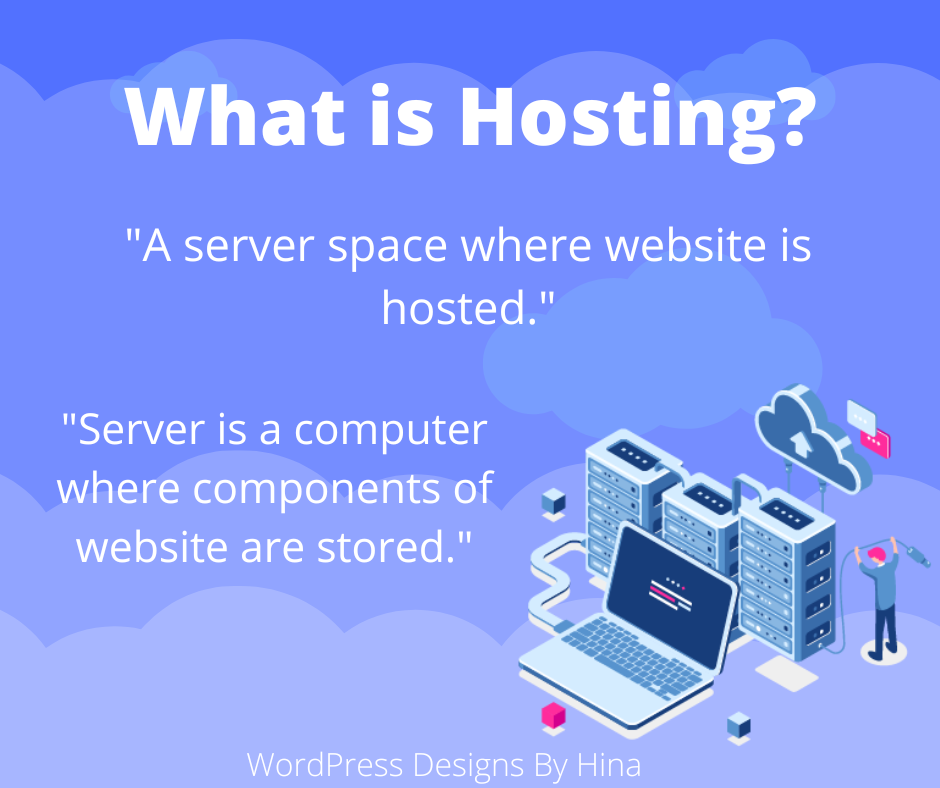 What is Hosting?
"A server space where website is
hosted."
"Server is a computer
where components of
website are stored."
WordPress Designs By Hina